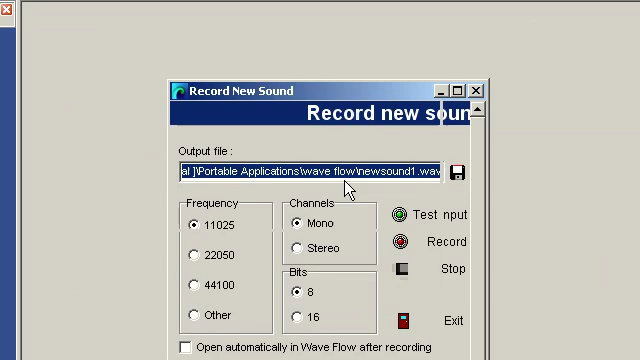 Record New Sound
Record new soun
Output file :
al ]\Portable Applications\wave flow\newsound1.wav
Frequency
11025
22050
44100
Other
Channels
Mono
Stereo
Bits
8
16
Test input
Record
Stop
Exit
Open automatically in Wave Flow after recording